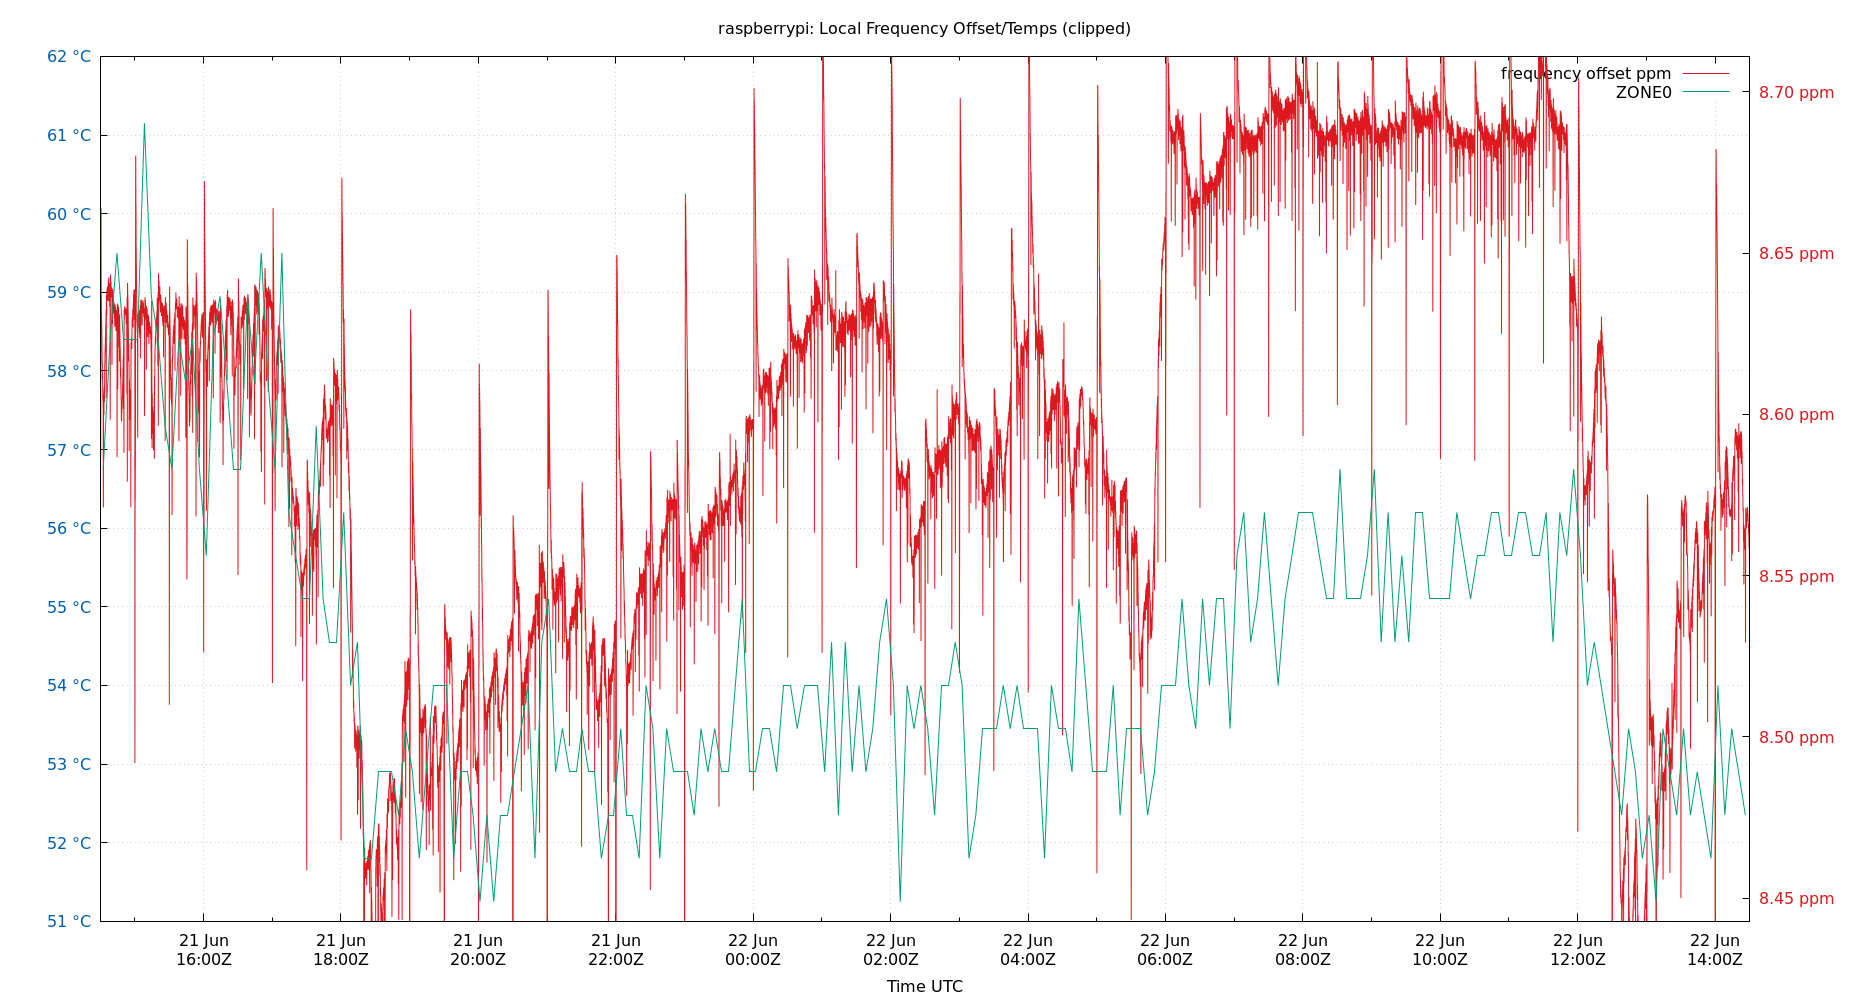 raspberrypi: Local Frequency Offset/Temps (clipped)
62 °C
61 °C
60 °C
59 °C
58 °C
57 °C
56 °C
55 °C
54 °C
53 °C
52 °C
51 °C
frequency offset ppm
ZONE0
8.70 ppm
8.65 ppm
8.60 ppm
8.55 ppm
8.50 ppm
8.45 ppm
21 Jun
16:00Z
21 Jun
18:00Z
21 Jun
20:00Z
21 Jun
22:00Z
22 Jun
00:00Z
22 Jun
02:00Z
22 Jun
04:00Z
22 Jun
06:00Z
22 Jun
08:00Z
22 Jun
10:00Z
22 Jun
12:00Z
22 Jun
14:00Z
Time UTC